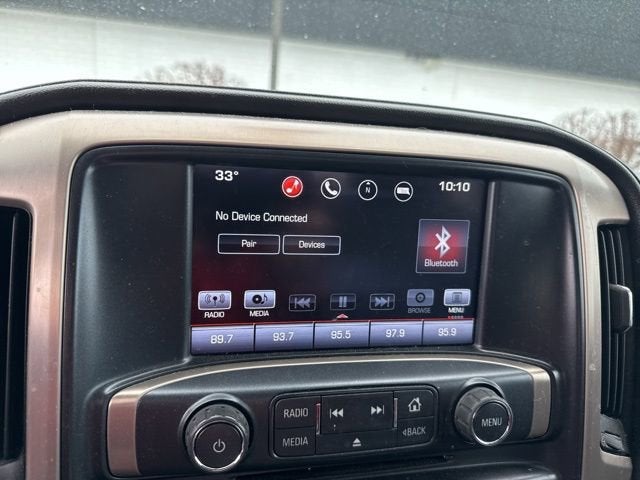 33° N 10:10
No Device Connected
Pair Devices
Bluetooth
RADIO MEDIA BROWSE MENU
89.7 93.7 95.5 97.9 95.9
RADIO
MEDIA
BACK
MENU